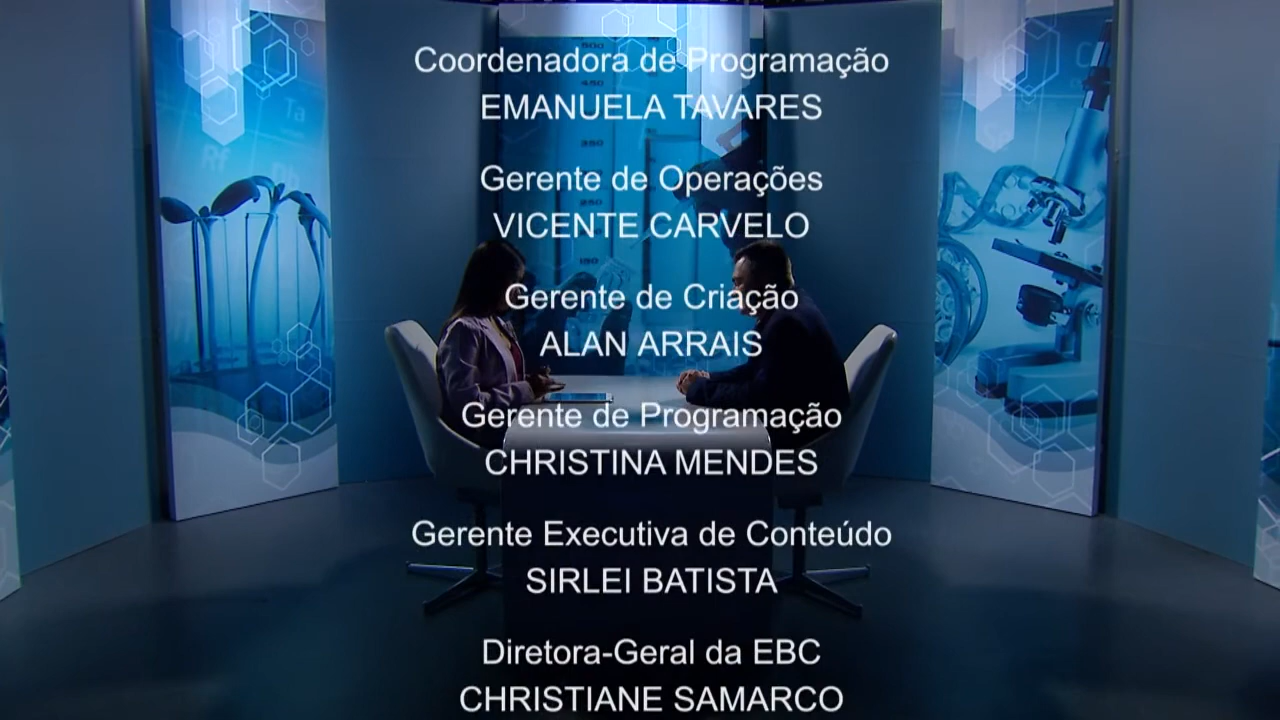 Coordenadora de Programação
EMANUELA TAVARES
Gerente de Operações
VICENTE CARVELO
Gerente de Criação
ALAN ARRAIS
Gerente de Programação
CHRISTINA MENDES
Gerente Executiva de Conteúdo
SIRLEI BATISTA
Diretora-Geral da EBC
CHRISTIANE SAMARCO